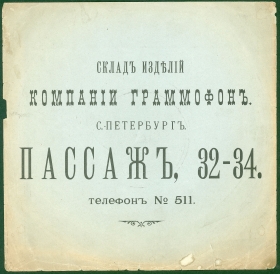 СКЛАДЪ ИЗДѢЛІЙ
КОМПАНІИ ГРАММОФОНЪ.
С.-ПЕТЕРБУРГЪ.
ПАССАЖЪ, 32-34.
телефонъ № 511.